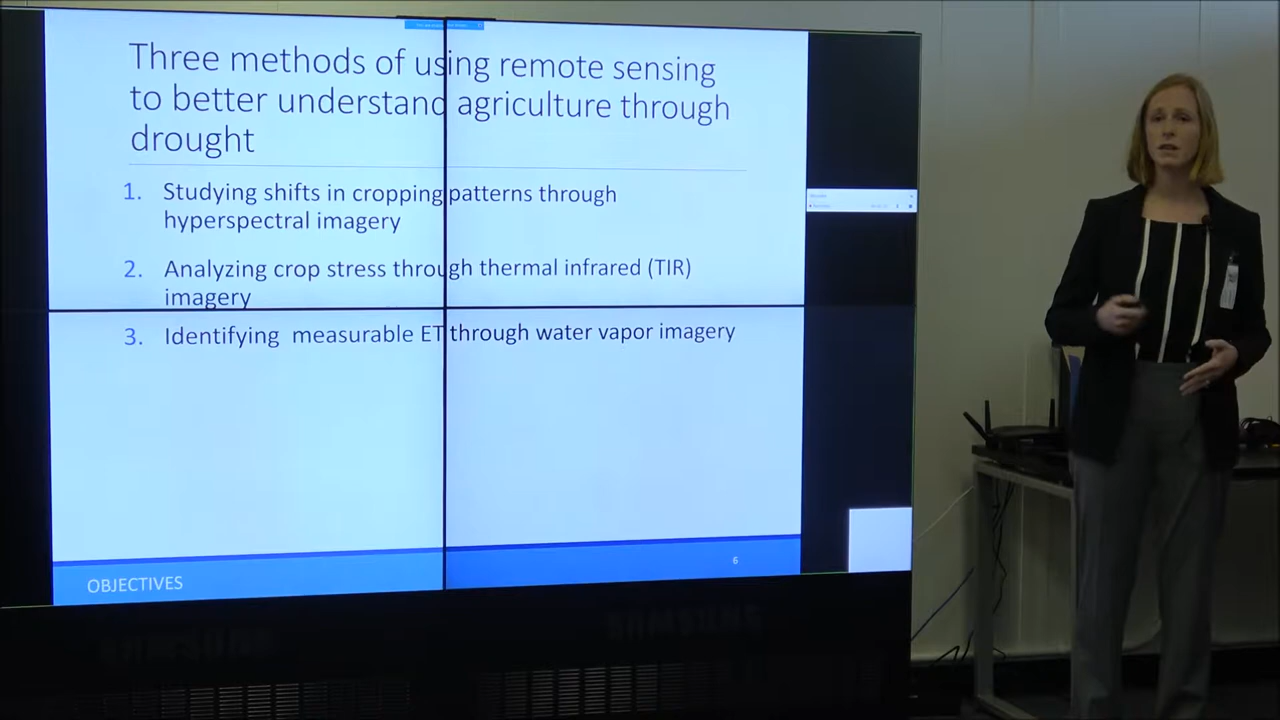 Three methods of using remote sensing
to better understand agriculture through
drought
1. Studying shifts in cropping patterns through
hyperspectral imagery
2. Analyzing crop stress through thermal infrared (TIR)
imagery
3. Identifying measurable ET through water vapor imagery
OBJECTIVES
6
SAMSUNG
SAMSUNG